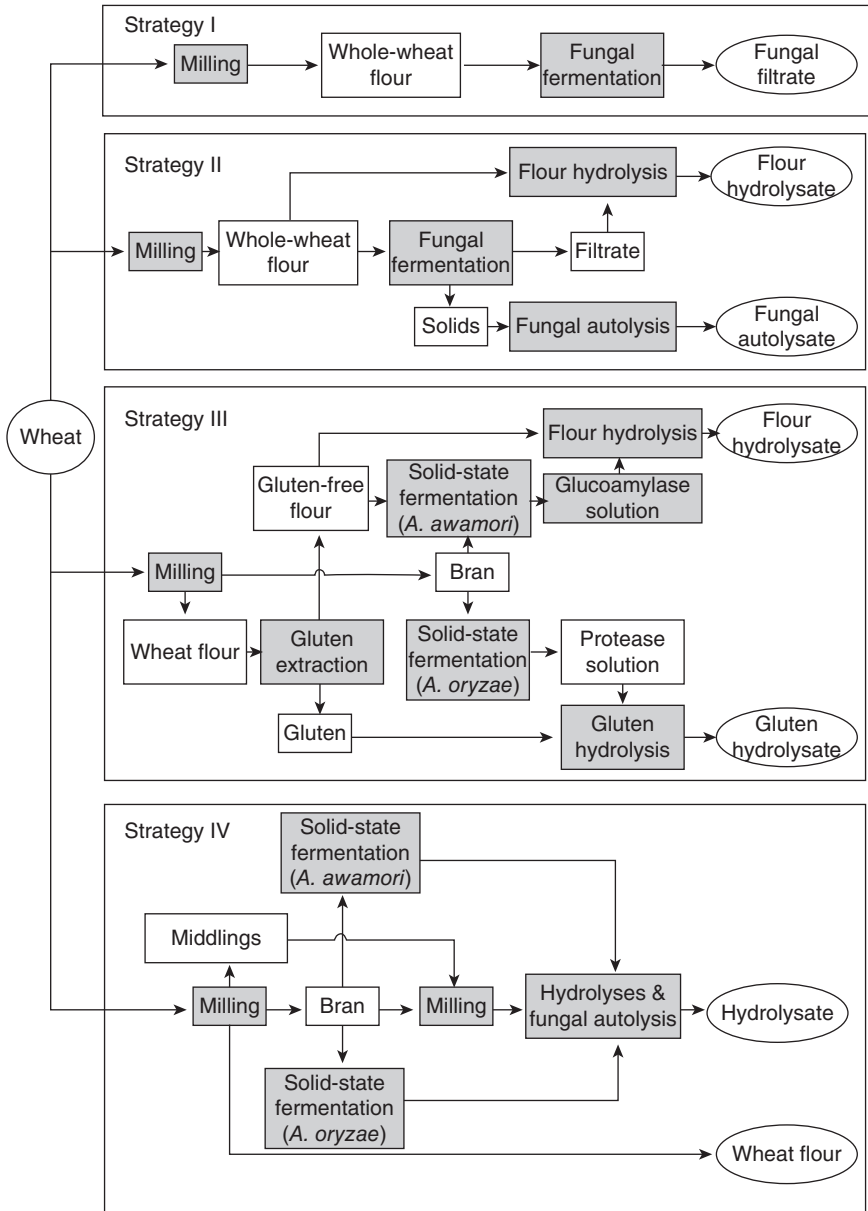 Strategy I
Milling
Whole-wheat
flour
Fungal
fermentation
Fungal
filtrate
Strategy II
Flour hydrolysis
Flour
hydrolysate
Milling
Whole-wheat
flour
Fungal
fermentation
Filtrate
Solids
Fungal autolysis
Fungal
autolysate
Wheat
Strategy III
Flour hydrolysis
Flour
hydrolysate
Gluten-free
flour
Solid-state
fermentation
(A. awamori)
Glucoamylase
solution
Milling
Bran
Wheat flour
Gluten
extraction
Solid-state
fermentation
(A. oryzae)
Protease
solution
Gluten
Gluten
hydrolysis
Gluten
hydrolysate
Strategy IV
Solid-state
fermentation
(A. awamori)
Middlings
Milling
Bran
Milling
Hydrolyses &
fungal autolysis
Hydrolysate
Solid-state
fermentation
(A. oryzae)
Wheat flour